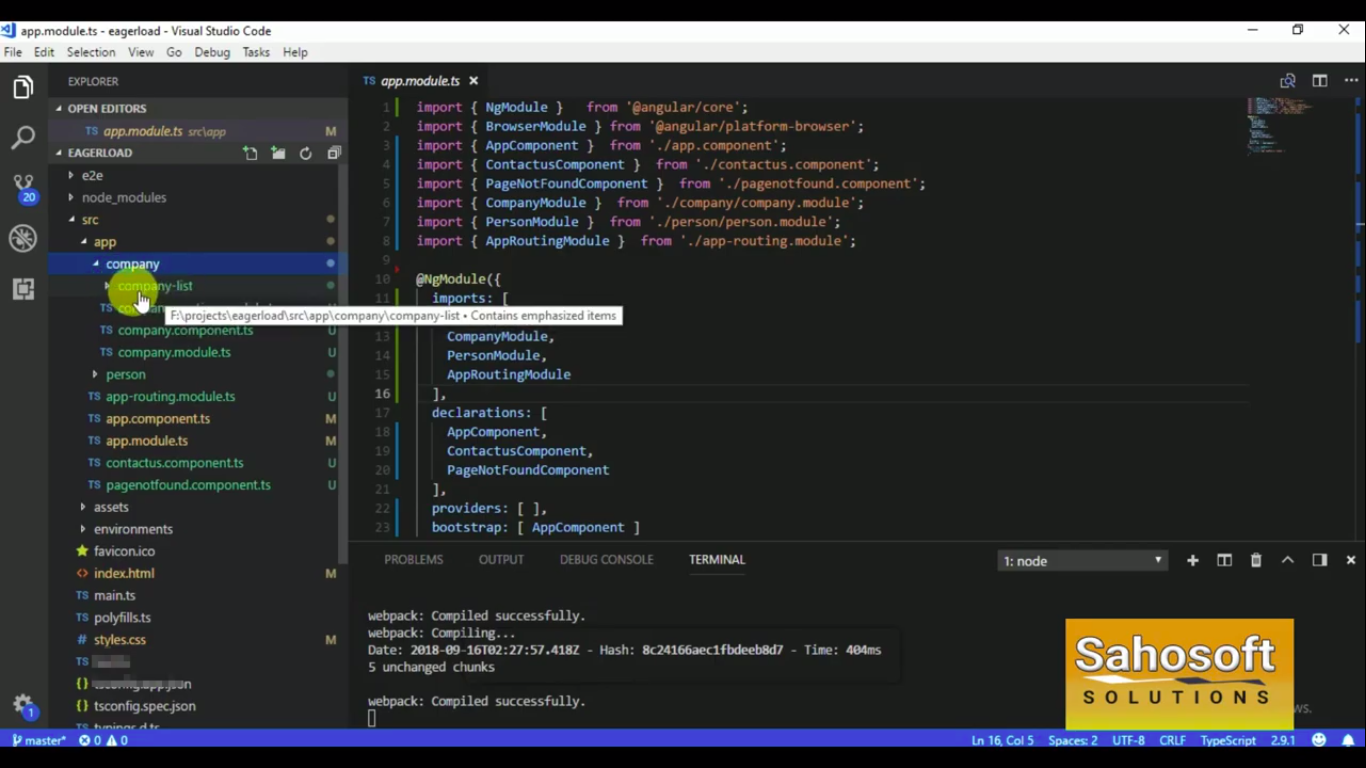 app.module.ts - eagerload - Visual Studio Code
File Edit Selection View Go Debug Tasks Help
EXPLORER
OPEN EDITORS
TS app.module.ts src\app M
EAGERLOAD
e2e
node_modules
src
app
company
company-list
TS
F:\projects\eagerload\src\app\company\company-list • Contains emphasized items
TS company.component.ts U
TS company.module.ts U
person
TS app-routing.module.ts U
TS app.component.ts M
TS app.module.ts M
TS contactus.component.ts U
TS pagenotfound.component.ts U
assets
environments
favicon.ico
index.html M
TS main.ts
TS polyfills.ts
# styles.css M
TS
{} tsconfig.app.json
{} tsconfig.spec.json
TS typings.d.ts
20
1
TS app.module.ts
1 import { NgModule } from '@angular/core';
2 import { BrowserModule } from '@angular/platform-browser';
3 import { AppComponent } from './app.component';
4 import { ContactusComponent } from './contactus.component';
5 import { PageNotFoundComponent } from './pagenotfound.component';
6 import { CompanyModule } from './company/company.module';
7 import { PersonModule } from './person/person.module';
8 import { AppRoutingModule } from './app-routing.module';
9
10 @NgModule({
11 imports: [
13 CompanyModule,
14 PersonModule,
15 AppRoutingModule
16 ],
17 declarations: [
18 AppComponent,
19 ContactusComponent,
20 PageNotFoundComponent
21 ],
22 providers: [ ],
23 bootstrap: [ AppComponent ]
PROBLEMS OUTPUT DEBUG CONSOLE TERMINAL
1: node
webpack: Compiled successfully.
webpack: Compiling...
Date: 2018-09-16T02:27:57.418Z - Hash: 8c24166aec1fbdeeb8d7 - Time: 404ms
5 unchanged chunks
webpack: Compiled successfully.
Sahosoft
SOLUTIONS
ws.
master* 0 0
Ln 16, Col 5 Spaces: 2 UTF-8 CRLF TypeScript 2.9.1